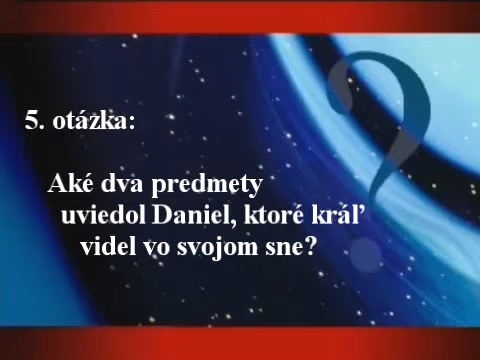 5. otázka:
Aké dva predmety
uviedol Daniel, ktoré kráľ
videl vo svojom sne?